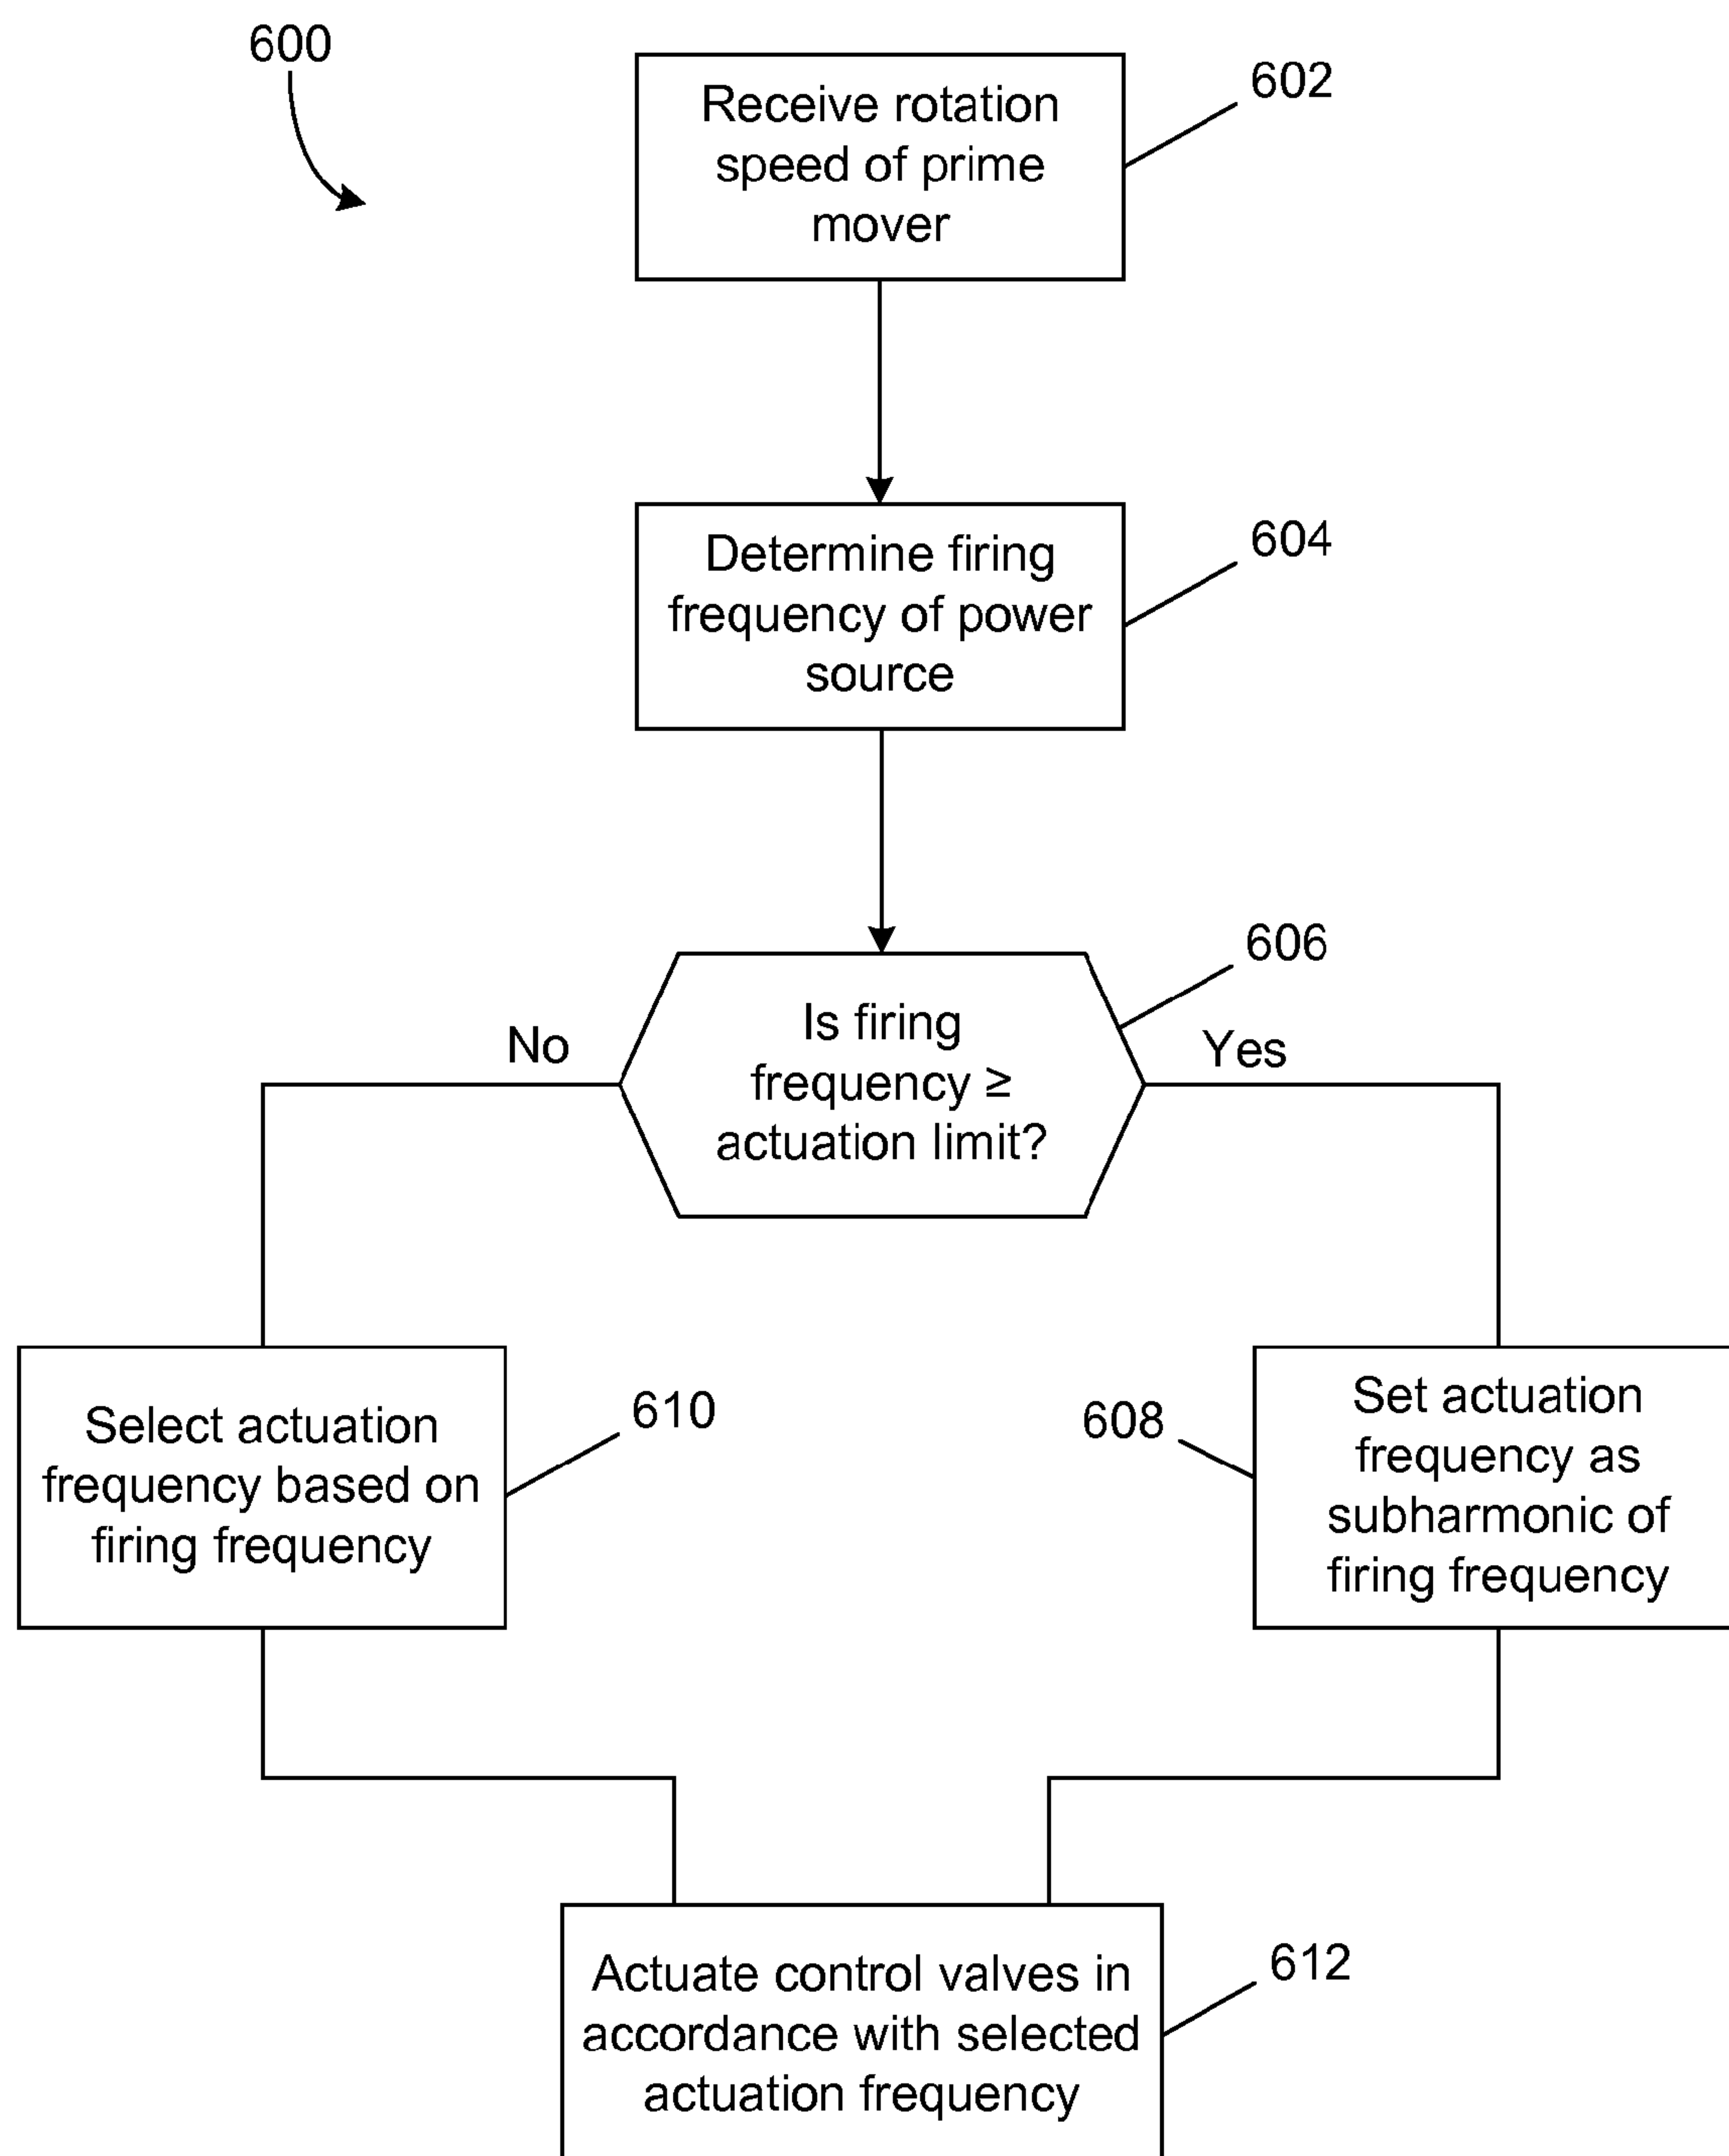 600
Receive rotation
speed of prime
mover
602
Determine firing
frequency of power
source
604
606
Is firing
frequency ≥
actuation limit?
No
Yes
Select actuation
frequency based on
firing frequency
610
608
Set actuation
frequency as
subharmonic of
firing frequency
Actuate control valves in
accordance with selected
actuation frequency
612